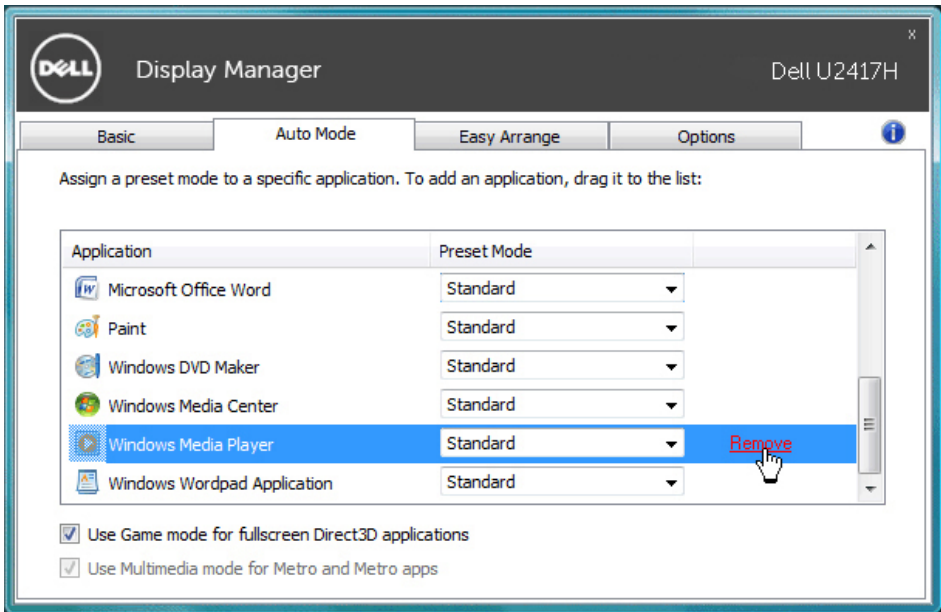 x
DELL
Display Manager
Dell U2417H
Basic
Auto Mode
Easy Arrange
Options
i
Assign a preset mode to a specific application. To add an application, drag it to the list:
Application Preset Mode
Microsoft Office Word Standard
Paint Standard
Windows DVD Maker Standard
Windows Media Center Standard
Windows Media Player Standard Remove
Windows Wordpad Application Standard
Use Game mode for fullscreen Direct3D applications
Use Multimedia mode for Metro and Metro apps